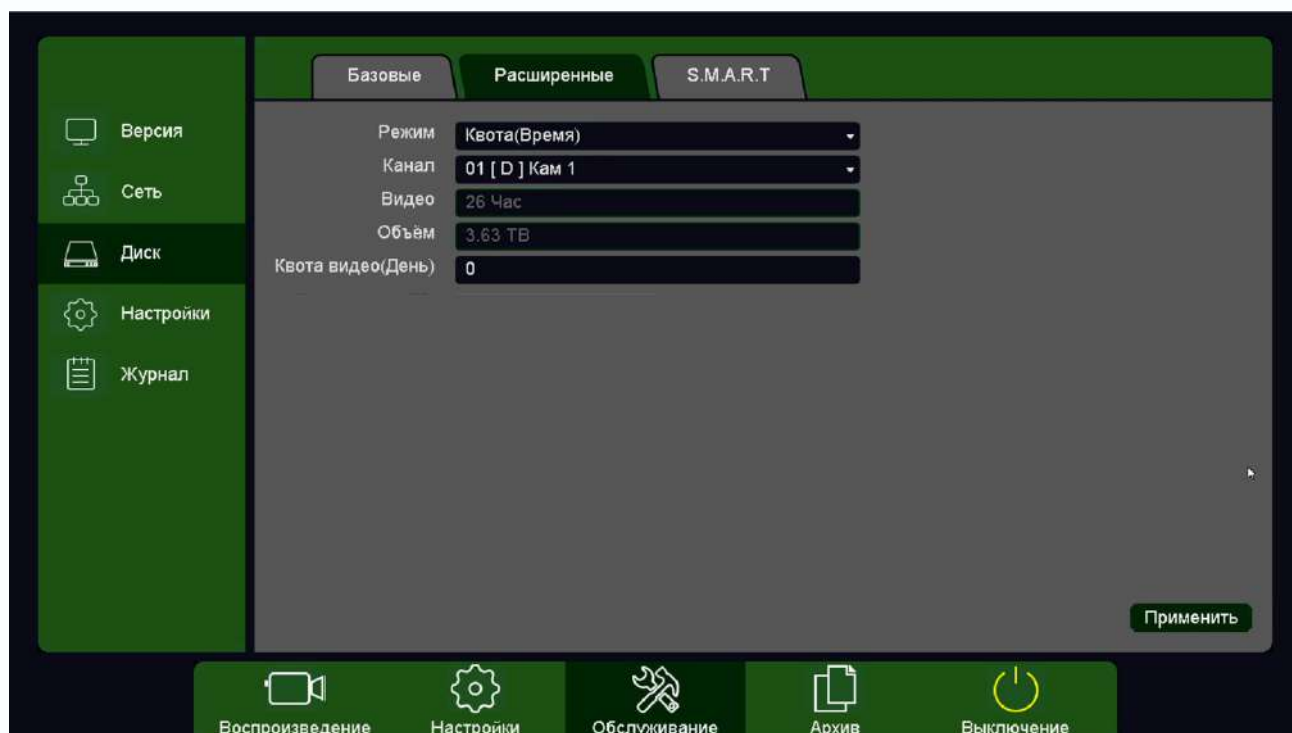 Базовые Расширенные S.M.A.R.T
Версия
Сеть
Диск
Настройки
Журнал
Режим Квота(Время)
Канал 01 [ D ] Кам 1
Видео 26 Час
Объём 3.63 TB
Квота видео(День) 0
Применить
Воспроизведение Настройки Обслуживание Архив Выключение